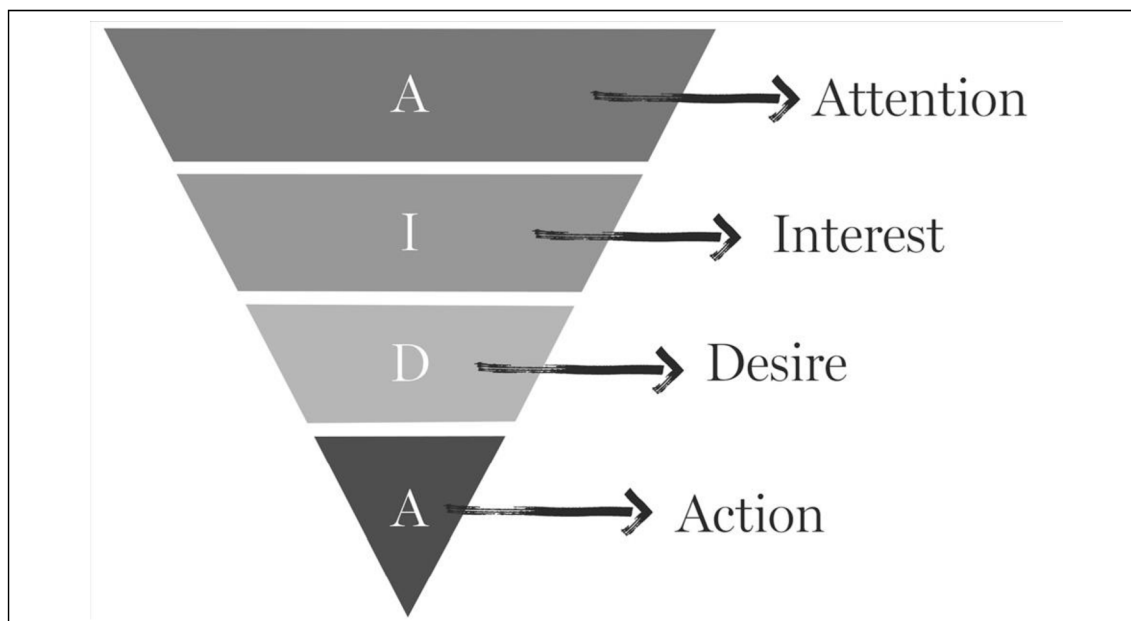 A
Attention
I
Interest
D
Desire
A
Action